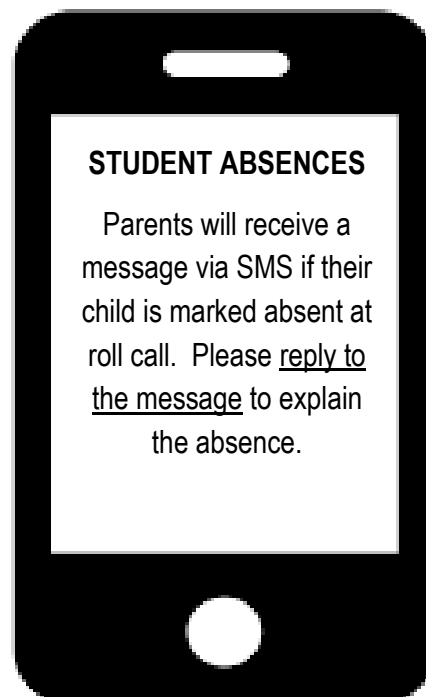 STUDENT ABSENCES
Parents will receive a
message via SMS if their
child is marked absent at
roll call.  Please reply to
the message to explain
the absence.